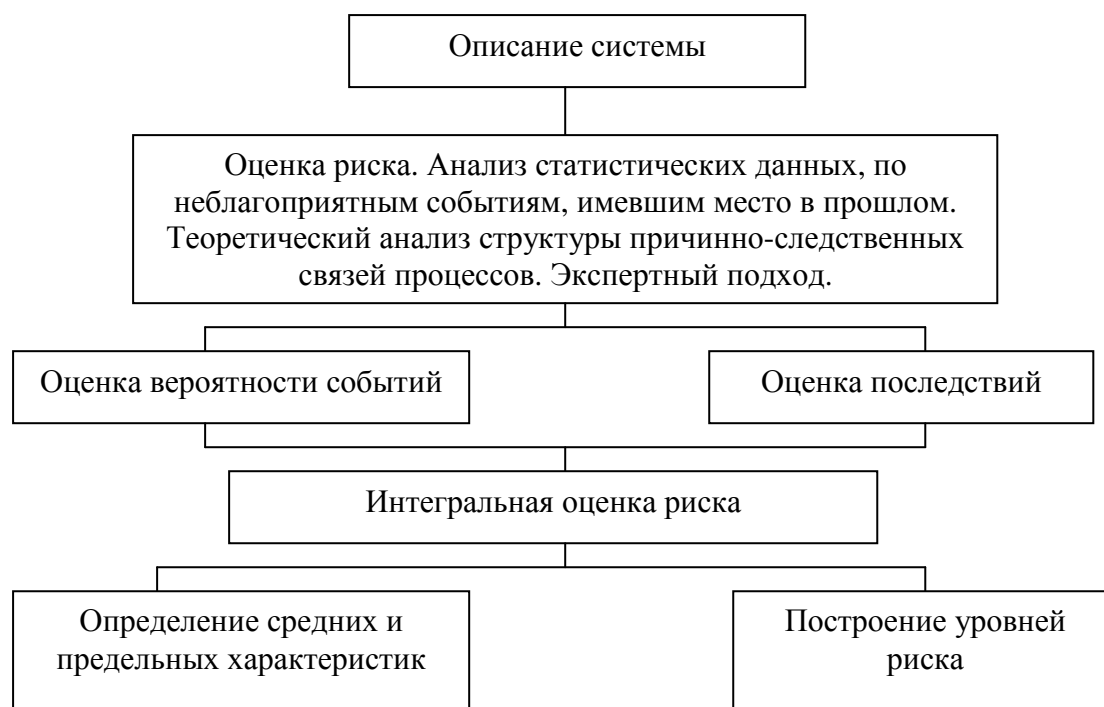 Описание системы
Оценка риска. Анализ статистических данных, по
неблагоприятным событиям, имевшим место в прошлом.
Теоретический анализ структуры причинно-следственных
связей процессов. Экспертный подход.
Оценка вероятности событий
Оценка последствий
Интегральная оценка риска
Определение средних и
предельных характеристик
Построение уровней
риска